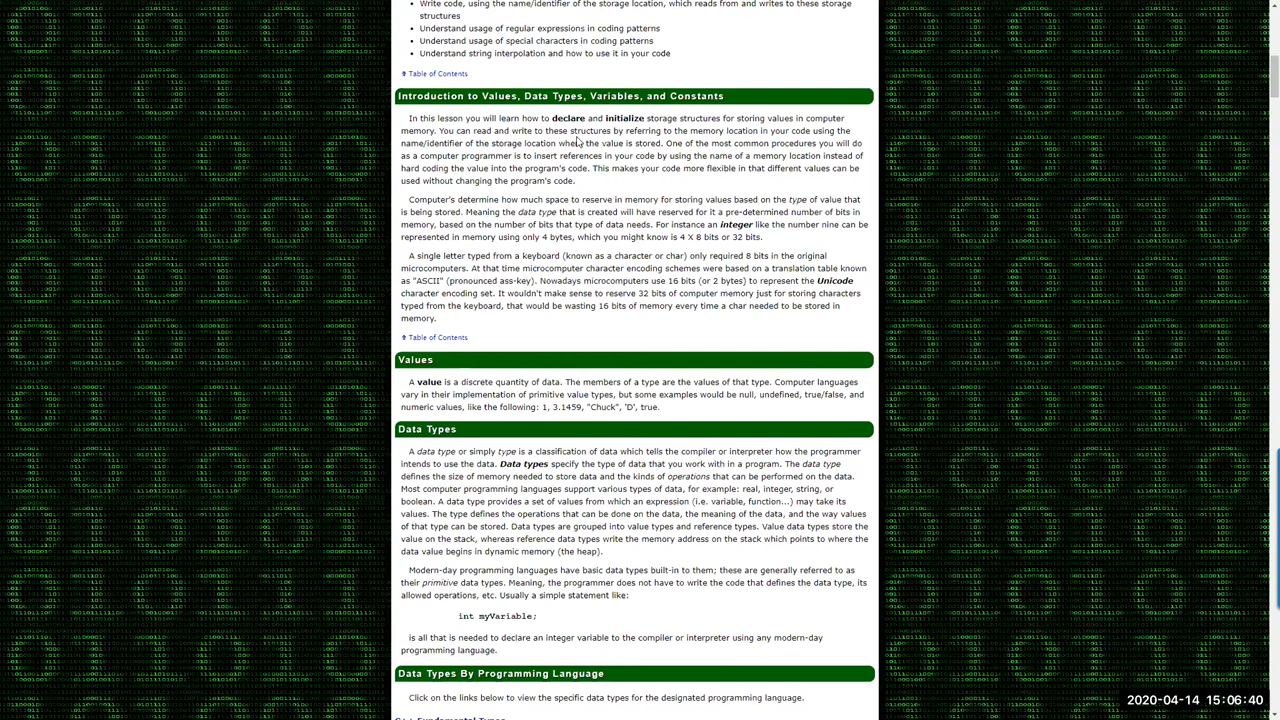 Write code, using the name/identifier of the storage location, which reads from and writes to these storage
structures
Understand usage of regular expressions in coding patterns
Understand usage of special characters in coding patterns
Understand string interpolation and how to use it in your code
⇑ Table of Contents
Introduction to Values, Data Types, Variables, and Constants
In this lesson you will learn how to declare and initialize storage structures for storing values in computer
memory. You can read and write to these structures by referring to the memory location in your code using the
name/identifier of the storage location where the value is stored. One of the most common procedures you will do
as a computer programmer is to insert references in your code by using the name of a memory location instead of
hard coding the value into the program's code. This makes your code more flexible in that different values can be
used without changing the program's code.
Computer's determine how much space to reserve in memory for storing values based on the type of value that
is being stored. Meaning the data type that is created will have reserved for it a pre-determined number of bits in
memory, based on the number of bits that type of data needs. For instance an integer like the number nine can be
represented in memory using only 4 bytes, which you might know is 4 X 8 bits or 32 bits.
A single letter typed from a keyboard (known as a character or char) only required 8 bits in the original
microcomputers. At that time microcomputer character encoding schemes were based on a translation table known
as "ASCII" (pronounced ass-key). Nowadays microcomputers use 16 bits (or 2 bytes) to represent the Unicode
character encoding set. It wouldn't make sense to reserve 32 bits of computer memory just for storing characters
typed from the keyboard, that would be wasting 16 bits of memory every time a char needed to be stored in
memory.
⇑ Table of Contents
Values
A value is a discrete quantity of data. The members of a type are the values of that type. Computer languages
vary in their implementation of primitive value types, but some examples would be null, undefined, true/false, and
numeric values, like the following: 1, 3.1459, "Chuck", 'D', true.
Data Types
A data type or simply type is a classification of data which tells the compiler or interpreter how the programmer
intends to use the data. Data types specify the type of data that you work with in a program. The data type
defines the size of memory needed to store data and the kinds of operations that can be performed on the data.
Most computer programming languages support various types of data, for example: real, integer, string, or
boolean. A data type provides a set of values from which an expression (i.e. variable, function...) may take its
values. The type defines the operations that can be done on the data, the meaning of the data, and the way values
of that type can be stored. Data types are grouped into value types and reference types. Value data types store the
value on the stack, whereas reference data types write the memory address on the stack which points to where the
data value begins in dynamic memory (the heap).
Modern-day programming languages have basic data types built-in to them; these are generally referred to as
their primitive data types. Meaning, the programmer does not have to write the code that defines the data type, its
allowed operations, etc. Usually a simple statement like:
int myVariable;
is all that is needed to declare an integer variable to the compiler or interpreter using any modern-day
programming language.
Data Types By Programming Language
Click on the links below to view the specific data types for the designated programming language.
2020-04-14 15:06:40